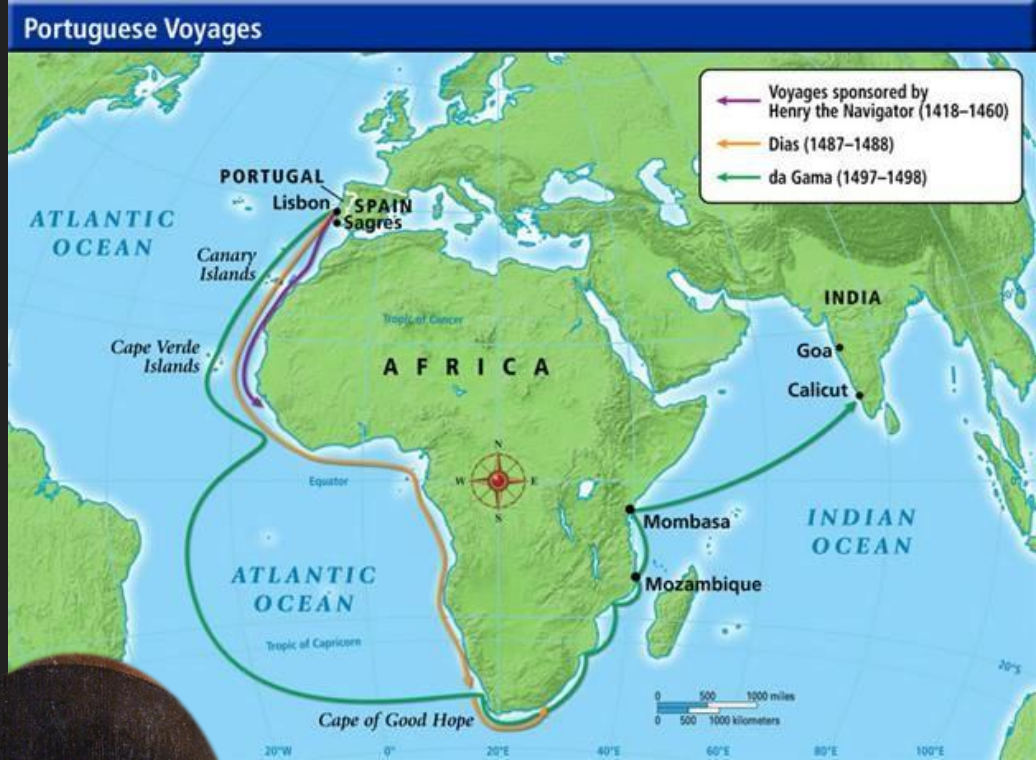 Portuguese Voyages
Voyages sponsored by
Henry the Navigator (1418–1460)
Dias (1487–1488)
da Gama (1497–1498)
PORTUGAL
Lisbon
SPAIN
Sagres
ATLANTIC
OCEAN
Canary
Islands
INDIA
Tropic of Cancer
Cape Verde
Islands
Goa
AFRICA
Calicut
N
W
E
S
Equator
Mombasa
INDIAN
OCEAN
ATLANTIC
OCEAN
Mozambique
Tropic of Capricorn
20°S
0 500 1000 miles
0 500 1000 kilometers
Cape of Good Hope
20°W 0° 20°E 40°E 60°E 80°E 100°E